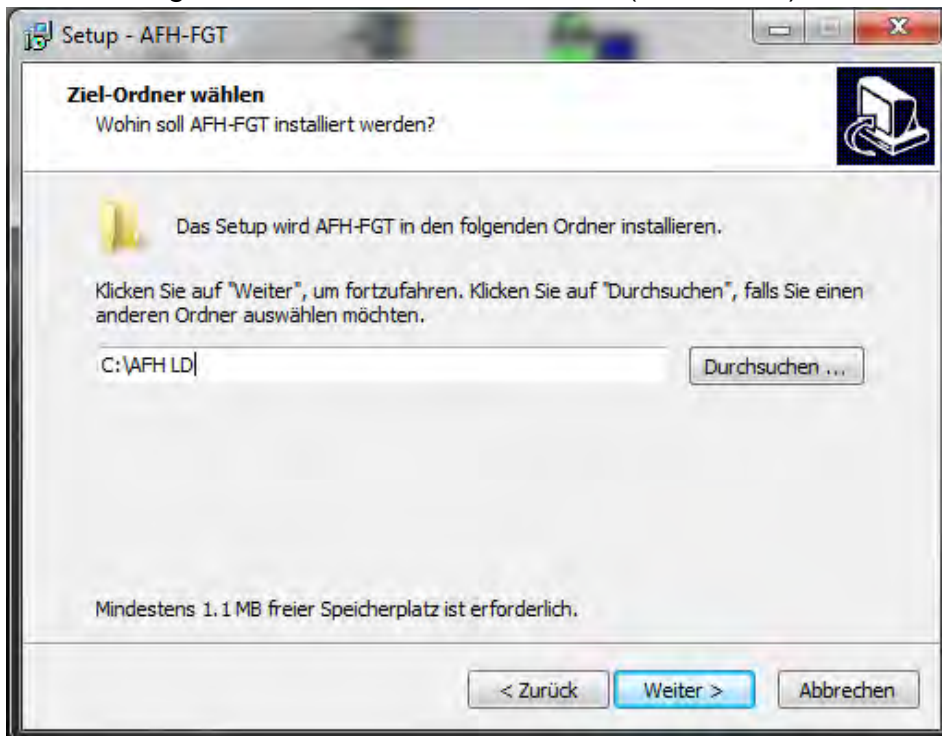 Setup - AFH-FGT
Ziel-Ordner wählen
Wohin soll AFH-FGT installiert werden?
Das Setup wird AFH-FGT in den folgenden Ordner installieren.
Klicken Sie auf "Weiter", um fortzufahren. Klicken Sie auf "Durchsuchen", falls Sie einen
anderen Ordner auswählen möchten.
C:\AFH LD
Durchsuchen ...
Mindestens 1.1 MB freier Speicherplatz ist erforderlich.
< Zurück
Weiter >
Abbrechen